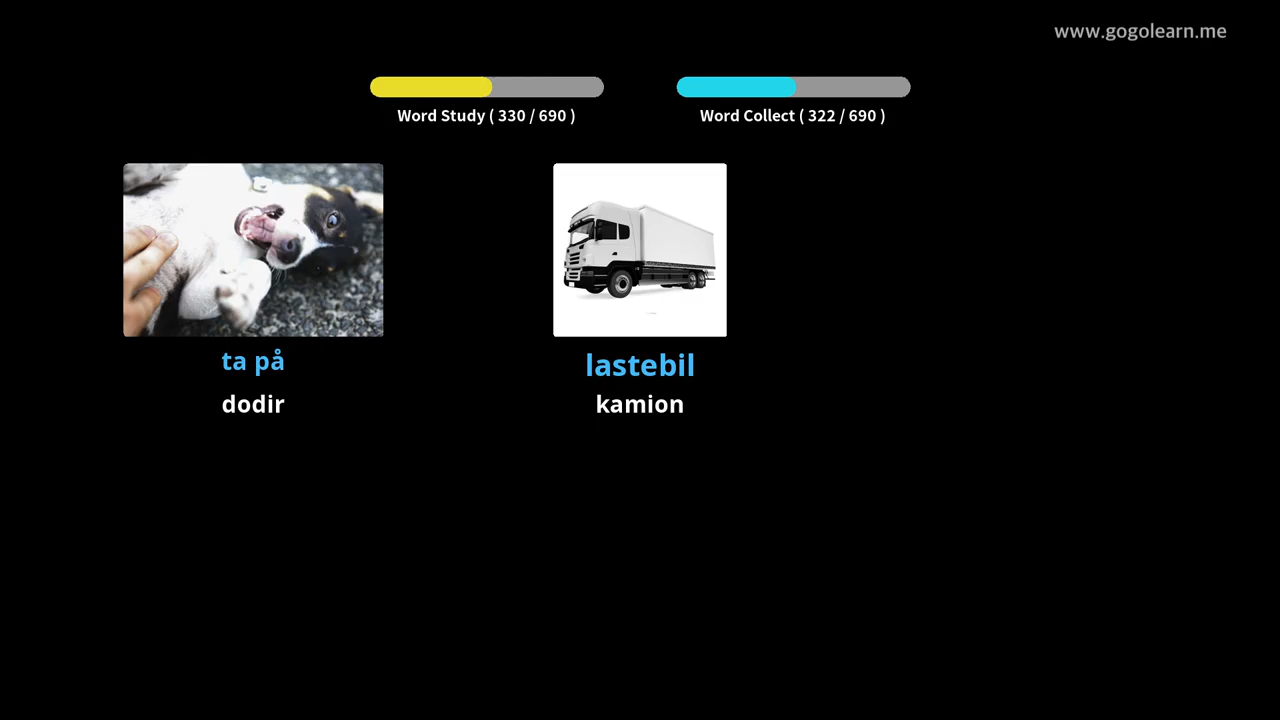 www.gogolearn.me
Word Study ( 330 / 690 )
Word Collect ( 322 / 690 )
ta på
dodir
lastebil
kamion